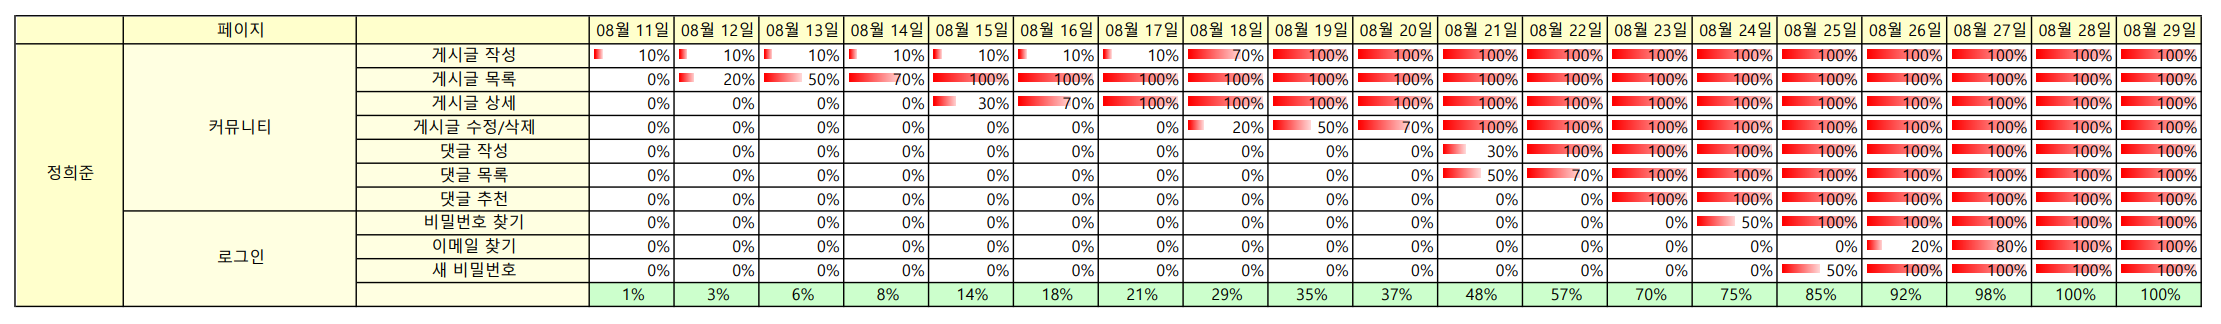 페이지 08월 11일 08월 12일 08월 13일 08월 14일 08월 15일 08월 16일 08월 17일 08월 18일 08월 19일 08월 20일 08월 21일 08월 22일 08월 23일 08월 24일 08월 25일 08월 26일 08월 27일 08월 28일 08월 29일
게시글 작성 10% 10% 10% 10% 10% 10% 10% 70% 100% 100% 100% 100% 100% 100% 100% 100% 100% 100% 100%
게시글 목록 0% 20% 50% 70% 100% 100% 100% 100% 100% 100% 100% 100% 100% 100% 100% 100% 100% 100% 100%
게시글 상세 0% 0% 0% 0% 30% 70% 100% 100% 100% 100% 100% 100% 100% 100% 100% 100% 100% 100% 100%
커뮤니티 게시글 수정/삭제 0% 0% 0% 0% 0% 0% 0% 20% 50% 70% 100% 100% 100% 100% 100% 100% 100% 100% 100%
댓글 작성 0% 0% 0% 0% 0% 0% 0% 0% 0% 0% 30% 100% 100% 100% 100% 100% 100% 100% 100%
정희준 댓글 목록 0% 0% 0% 0% 0% 0% 0% 0% 0% 0% 50% 70% 100% 100% 100% 100% 100% 100% 100%
댓글 추천 0% 0% 0% 0% 0% 0% 0% 0% 0% 0% 0% 0% 100% 100% 100% 100% 100% 100% 100%
비밀번호 찾기 0% 0% 0% 0% 0% 0% 0% 0% 0% 0% 0% 0% 0% 50% 100% 100% 100% 100% 100%
로그인 이메일 찾기 0% 0% 0% 0% 0% 0% 0% 0% 0% 0% 0% 0% 0% 0% 0% 20% 80% 100% 100%
새 비밀번호 0% 0% 0% 0% 0% 0% 0% 0% 0% 0% 0% 0% 0% 0% 50% 100% 100% 100% 100%
1% 3% 6% 8% 14% 18% 21% 29% 35% 37% 48% 57% 70% 75% 85% 92% 98% 100% 100%